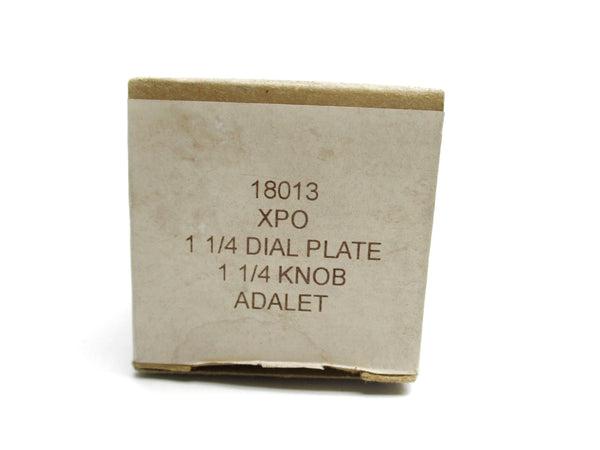 18013
XPO
1 1/4 DIAL PLATE
1 1/4 KNOB
ADALET